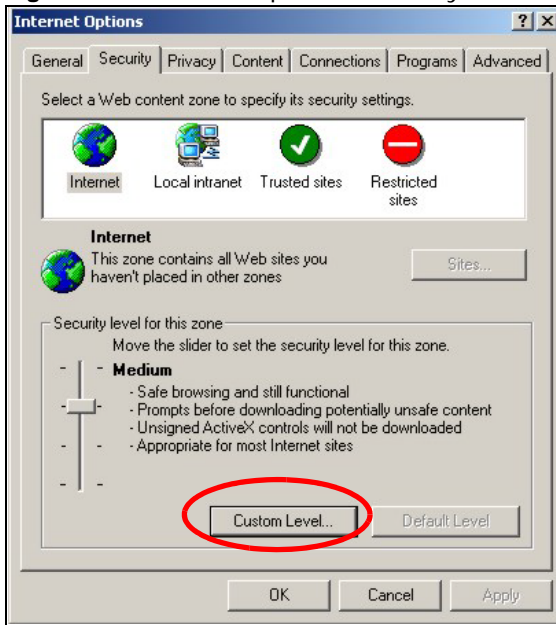 Internet Options
General Security Privacy Content Connections Programs Advanced
Select a Web content zone to specify its security settings.
Internet Local intranet Trusted sites Restricted sites
Internet
This zone contains all Web sites you
haven't placed in other zones
Sites...
Security level for this zone
Move the slider to set the security level for this zone.
Medium
- Safe browsing and still functional
- Prompts before downloading potentially unsafe content
- Unsigned ActiveX controls will not be downloaded
- Appropriate for most Internet sites
Custom Level... Default Level
OK Cancel Apply